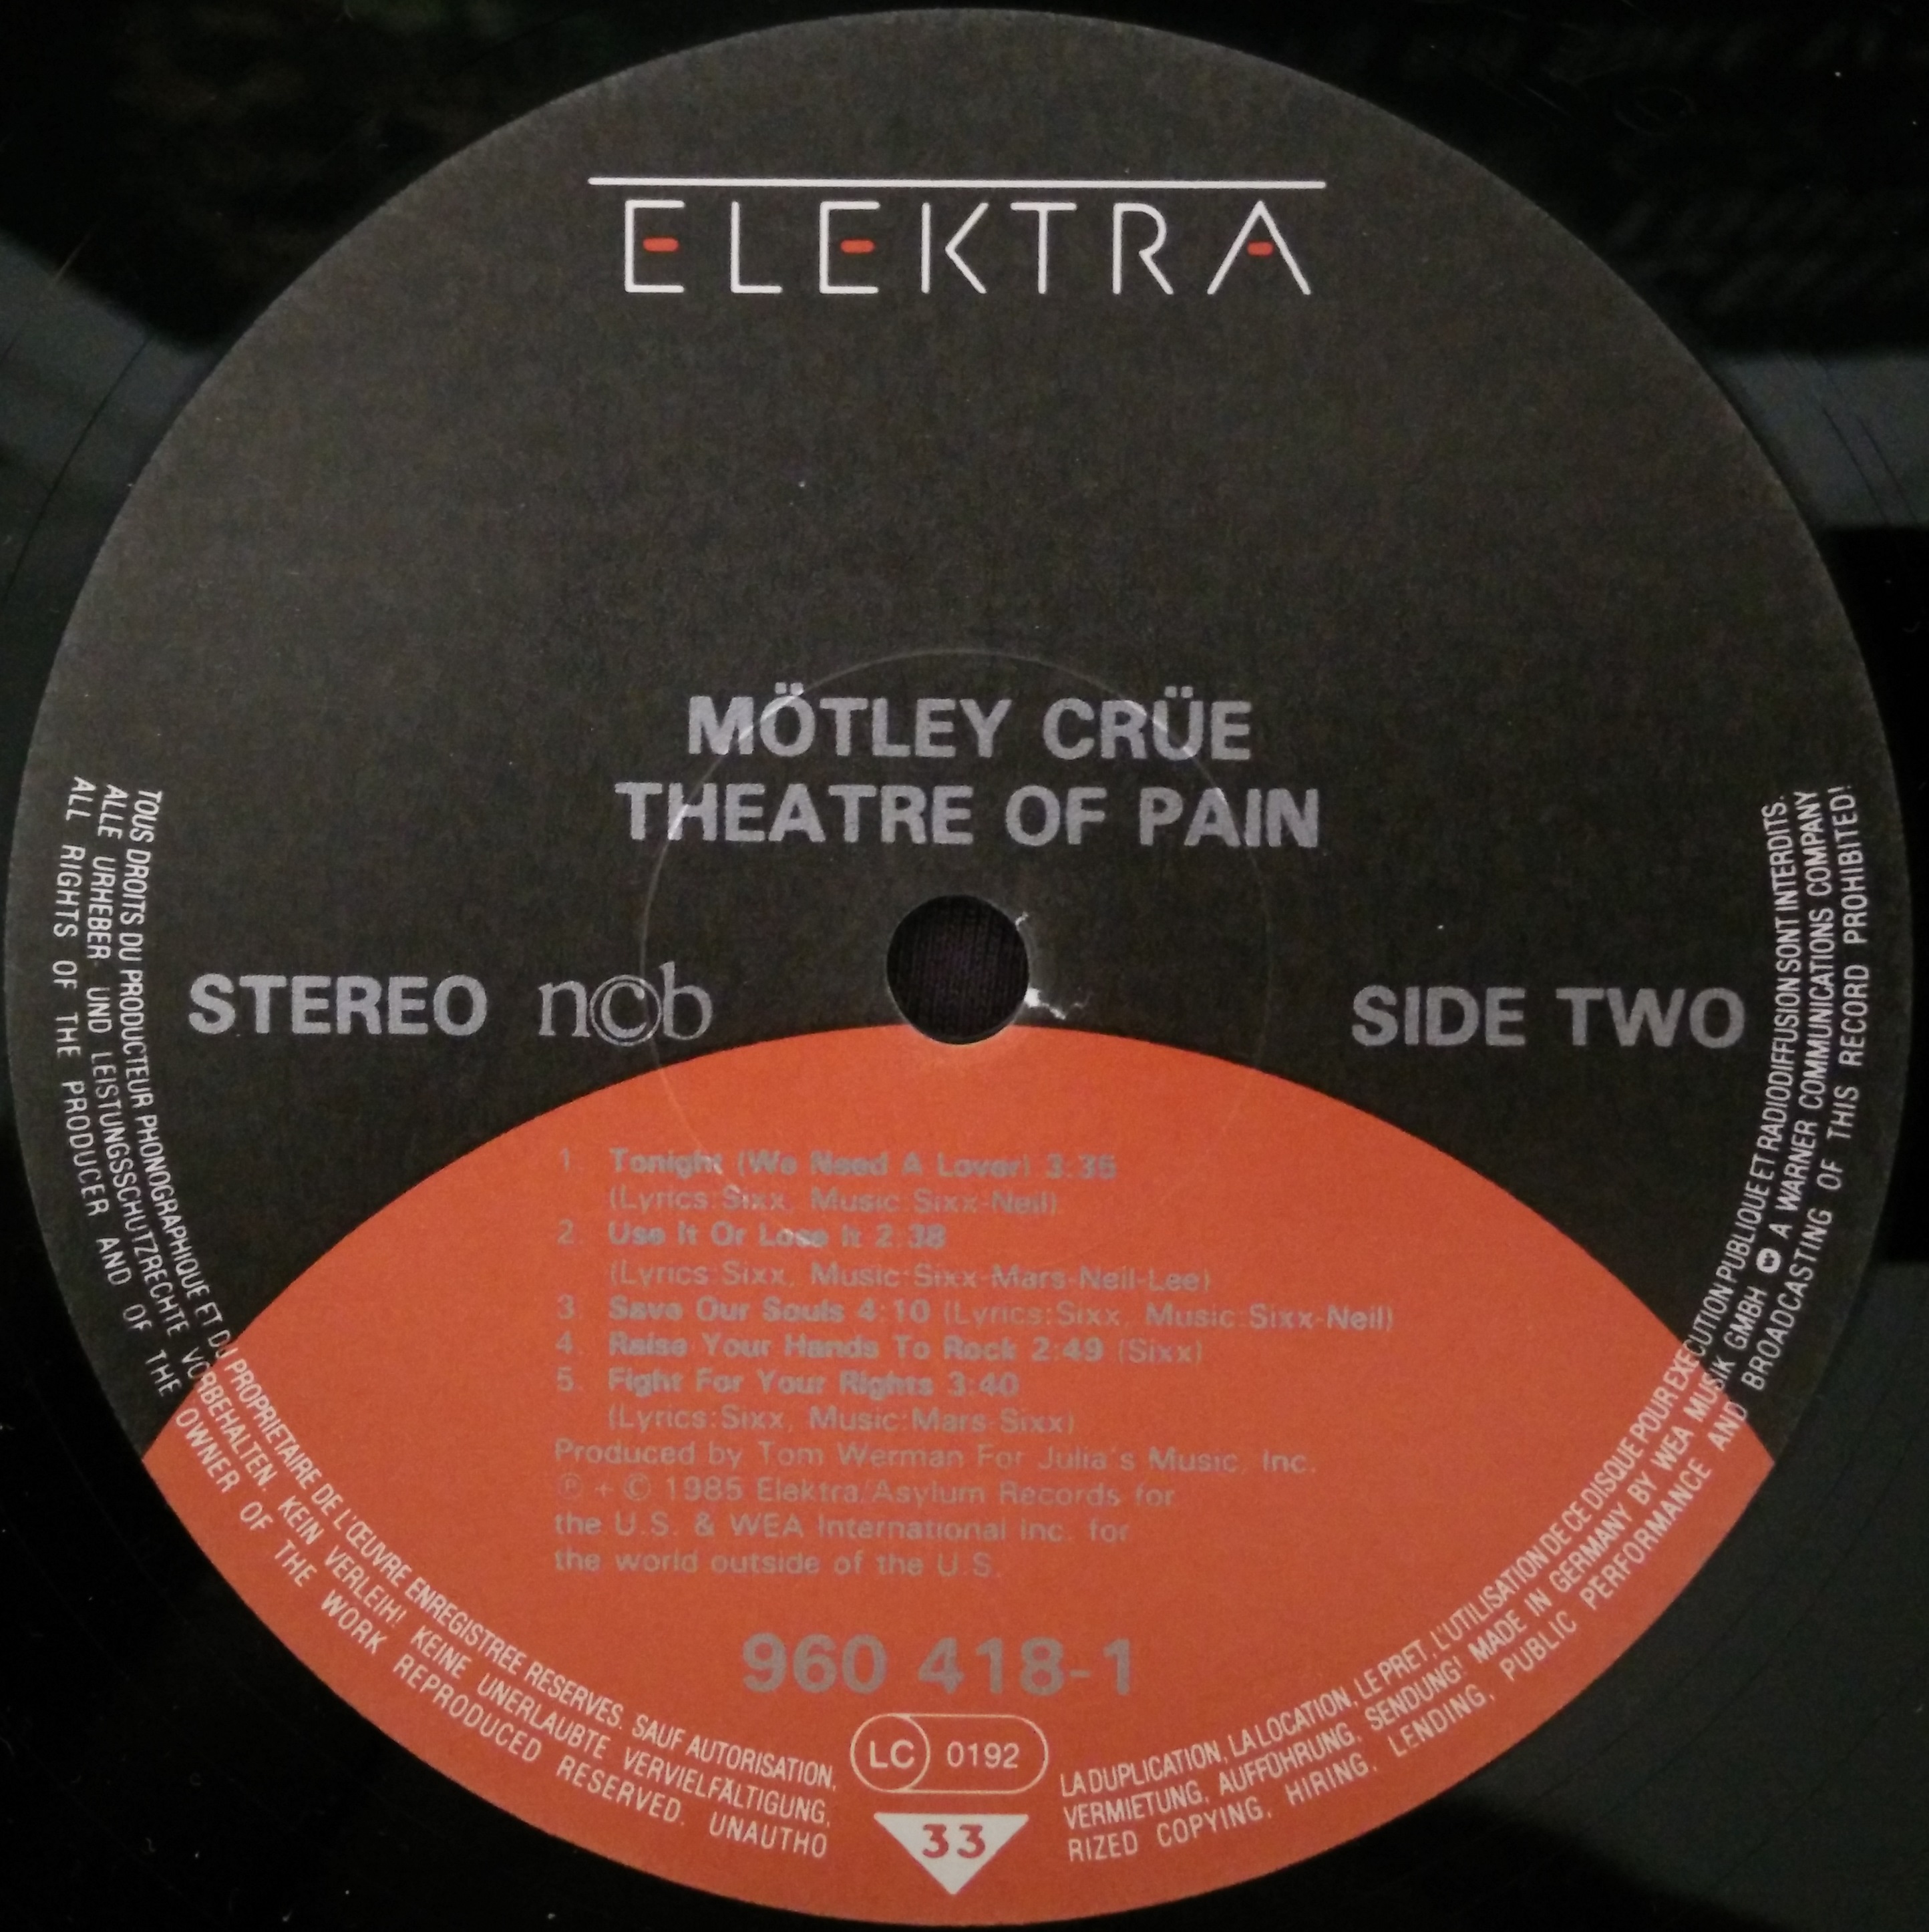 ELEKTRA
MÖTLEY CRÜE
THEATRE OF PAIN
STEREO n©b
SIDE TWO
1. Tonight (We Need A Lover) 3:35
(Lyrics:Sixx, Music:Sixx-Neil)
2. Use It Or Lose It 2:38
(Lyrics:Sixx, Music:Sixx-Mars-Neil-Lee)
3. Save Our Souls 4:10 (Lyrics:Sixx, Music:Sixx-Neil)
4. Raise Your Hands To Rock 2:49 (Sixx)
5. Fight For Your Rights 3:40
(Lyrics:Sixx, Music:Mars-Sixx)
Produced by Tom Werman For Julia's Music, Inc.
℗ + © 1985 Elektra/Asylum Records for
the U.S. & WEA International Inc. for
the world outside of the U.S.
960 418-1
LC 0192
33
TOUS DROITS DU PRODUCTEUR PHONOGRAPHIQUE ET DU PROPRIETAIRE DE L'ŒUVRE ENREGISTREE RESERVES. SAUF AUTORISATION, LA DUPLICATION, LA LOCATION, LE PRET, L'UTILISATION DE CE DISQUE POUR EXECUTION PUBLIQUE ET RADIODIFFUSION SONT INTERDITS.
ALLE URHEBER- UND LEISTUNGSSCHUTZRECHTE VORBEHALTEN. KEIN VERLEIH! KEINE UNERLAUBTE VERVIELFÄLTIGUNG, VERMIETUNG, AUFFÜHRUNG, SENDUNG! MADE IN GERMANY BY WEA MUSIK GMBH A WARNER COMMUNICATIONS COMPANY
ALL RIGHTS OF THE PRODUCER AND OF THE OWNER OF THE WORK REPRODUCED RESERVED. UNAUTHORIZED COPYING, HIRING, LENDING, PUBLIC PERFORMANCE AND BROADCASTING OF THIS RECORD PROHIBITED!